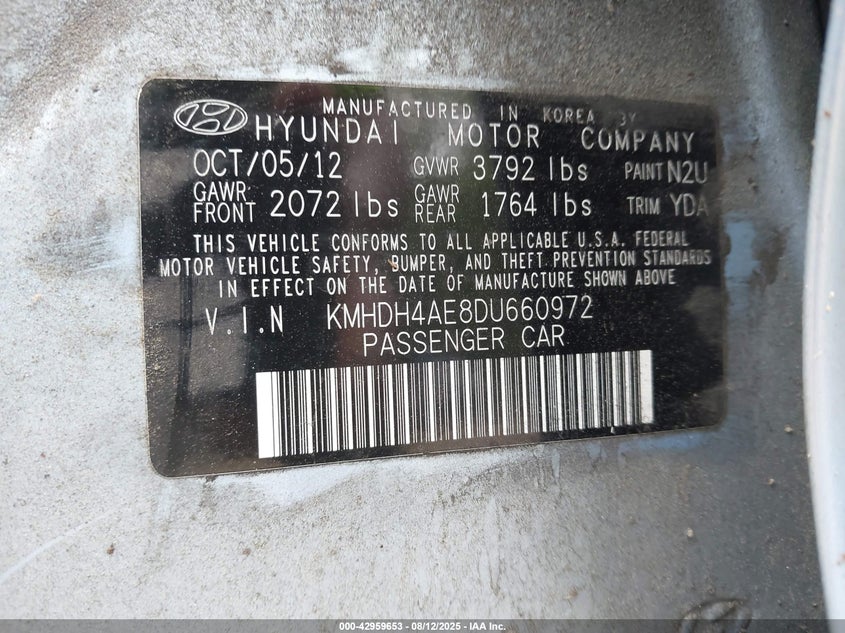 MANUFACTURED IN KOREA BY
HYUNDAI MOTOR COMPANY
OCT/05/12 GVWR 3792 lbs PAINT N2U
GAWR FRONT 2072 lbs GAWR REAR 1764 lbs TRIM YDA
THIS VEHICLE CONFORMS TO ALL APPLICABLE U.S.A. FEDERAL
MOTOR VEHICLE SAFETY, BUMPER, AND THEFT PREVENTION STANDARDS
IN EFFECT ON THE DATE OF MANUFACTURE SHOWN ABOVE
V.I.N KMHDH4AE8DU660972
PASSENGER CAR
000-42959653 - 08/12/2025 - IAA Inc.